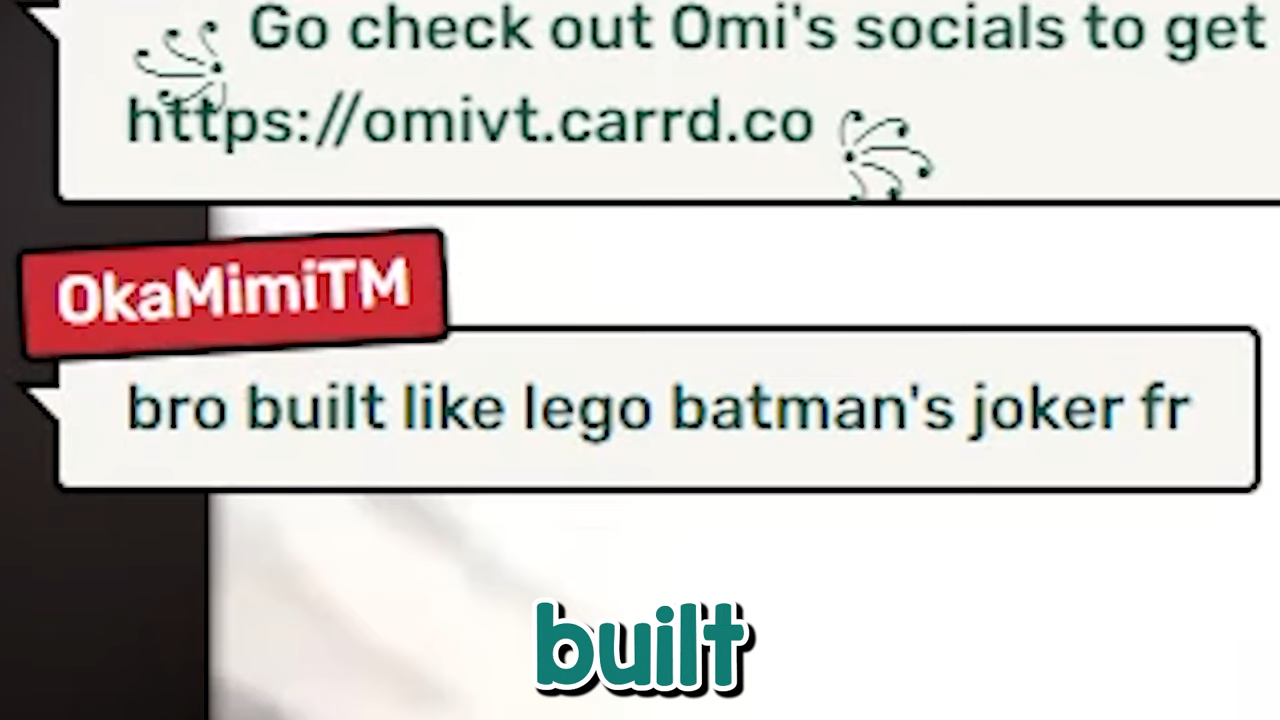 Go check out Omi's socials to get
https://omivt.carrd.co
OkaMimiTM
bro built like lego batman's joker fr
built